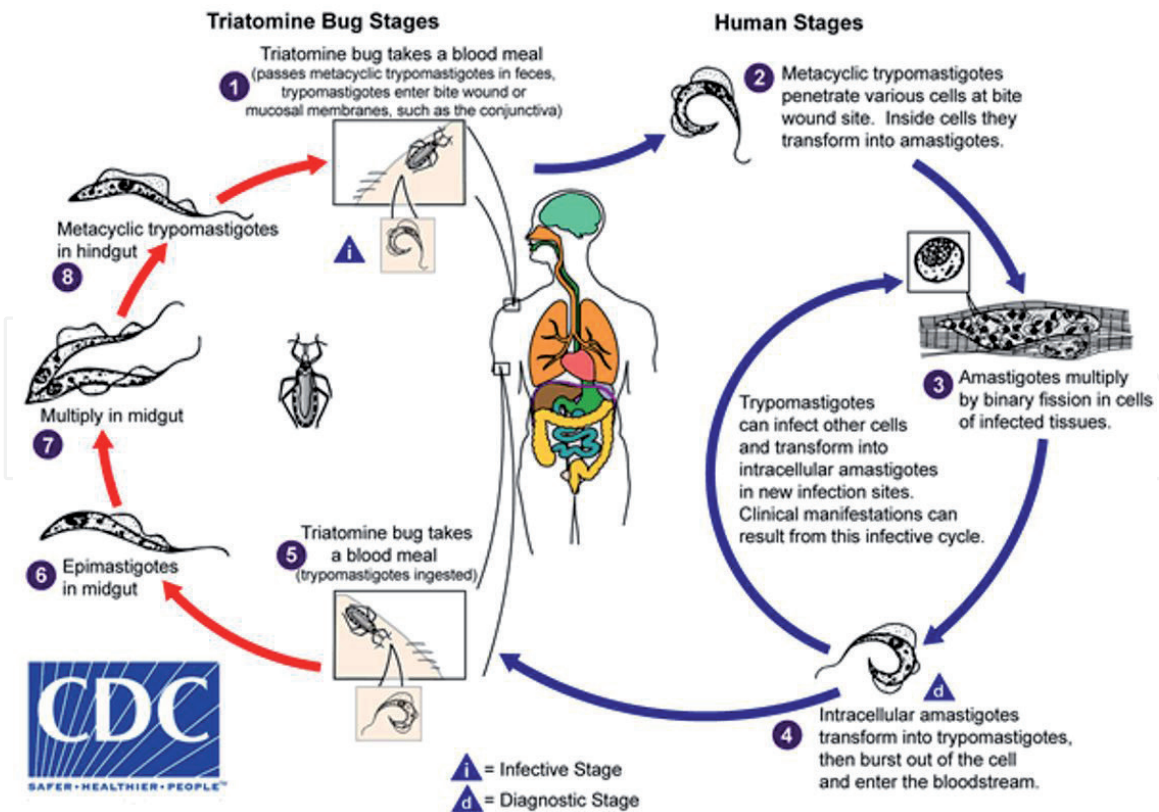 Triatomine Bug Stages
Human Stages
Triatomine bug takes a blood meal
1
(passes metacyclic trypomastigotes in feces,
trypomastigotes enter bite wound or
mucosal membranes, such as the conjunctiva)
i
2
Metacyclic trypomastigotes
penetrate various cells at bite
wound site. Inside cells they
transform into amastigotes.
3
Amastigotes multiply
by binary fission in cells
of infected tissues.
Trypomastigotes
can infect other cells
and transform into
intracellular amastigotes
in new infection sites.
Clinical manifestations can
result from this infective cycle.
d
4
Intracellular amastigotes
transform into trypomastigotes,
then burst out of the cell
and enter the bloodstream.
5
Triatomine bug takes
a blood meal
(trypomastigotes ingested)
6
Epimastigotes
in midgut
Multiply in midgut
7
Metacyclic trypomastigotes
in hindgut
8
CDC
SAFER·HEALTHIER·PEOPLE™
i = Infective Stage
d = Diagnostic Stage